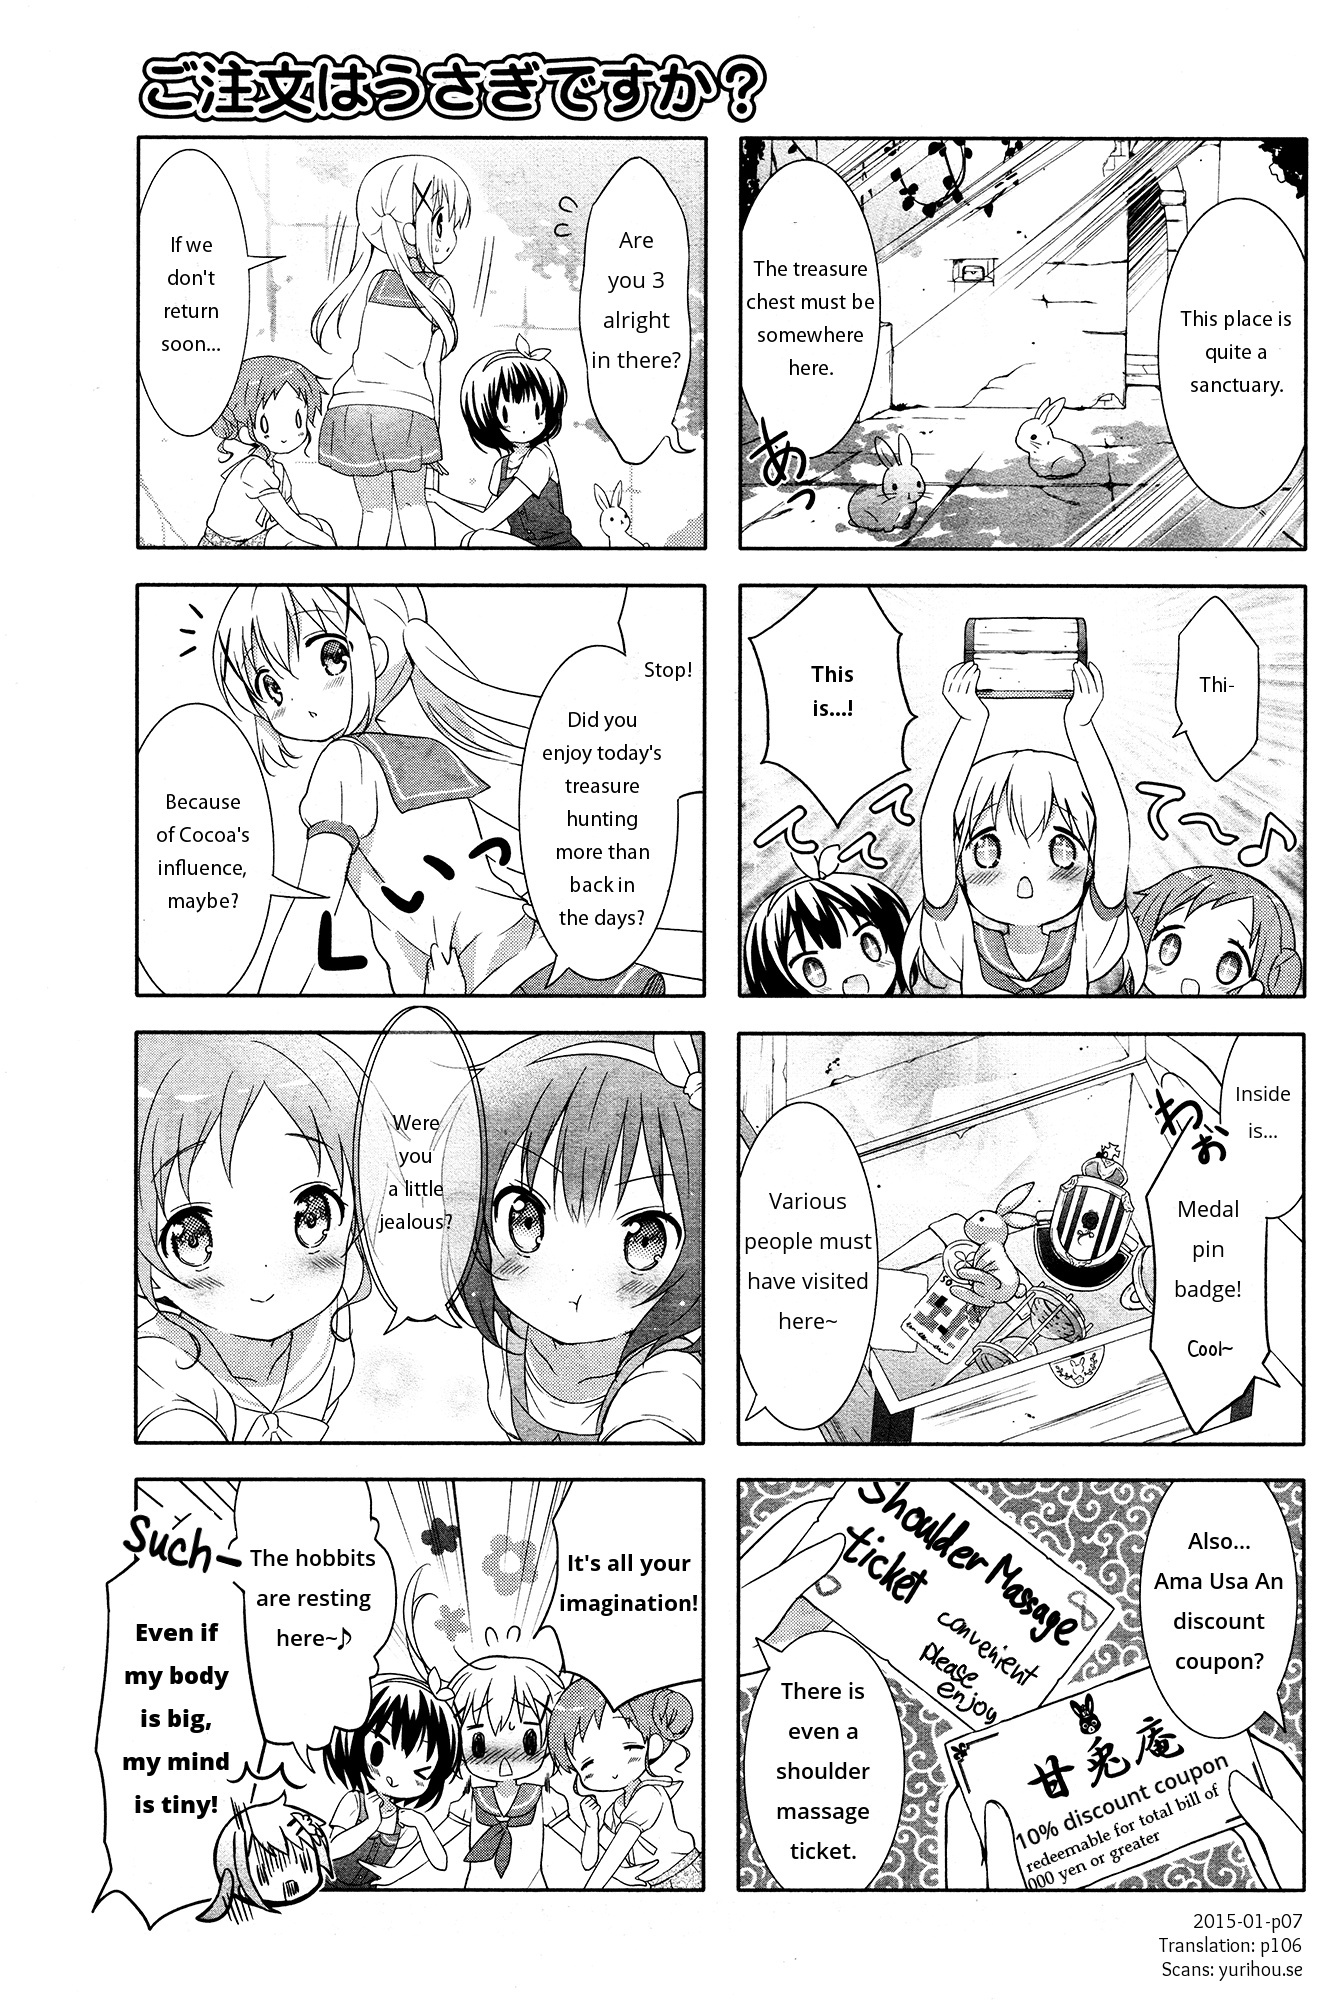 ご注文はうさぎですか？
This place is
quite a
sanctuary.
The treasure
chest must be
somewhere
here.
あっ
Thi-
This
is...!
て～♪
てててて
Inside
is...
Medal
pin
badge!
Cool~
わぉ
Various
people must
have visited
here~
Also...
Ama Usa An
discount
coupon?
Shoulder Massage
ticket
convenient
please
enjoy
There is
even a
shoulder
massage
ticket.
甘兎庵
10% discount coupon
redeemable for total bill of
000 yen or greater
Are
you 3
alright
in there?
If we
don't
return
soon...
Stop!
Did you
enjoy today's
treasure
hunting
more than
back in
the days?
Because
of Cocoa's
influence,
maybe?
Were
you
a little
jealous?
It's all your
imagination!
The hobbits
are resting
here~♪
Such-
Even if
my body
is big,
my mind
is tiny!
2015-01-p07
Translation: p106
Scans: yurihou.se